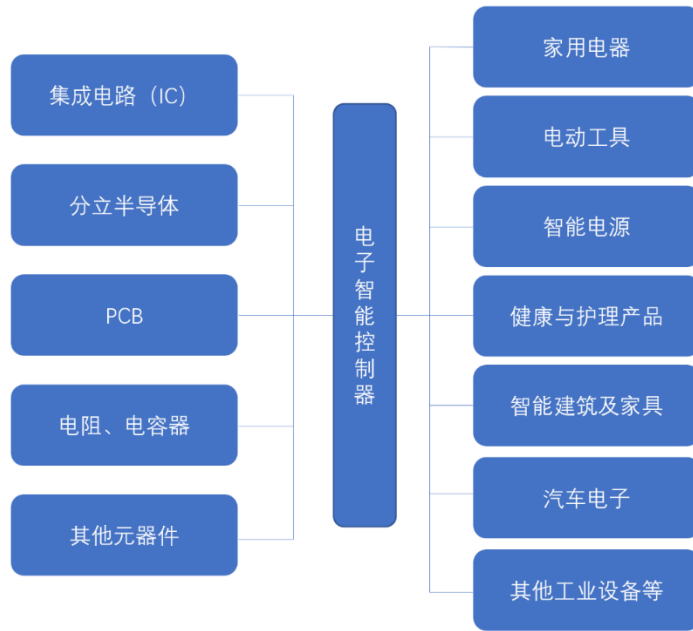 集成电路（IC）
分立半导体
PCB
电阻、电容器
其他元器件
电子智能控制器
家用电器
电动工具
智能电源
健康与护理产品
智能建筑及家具
汽车电子
其他工业设备等